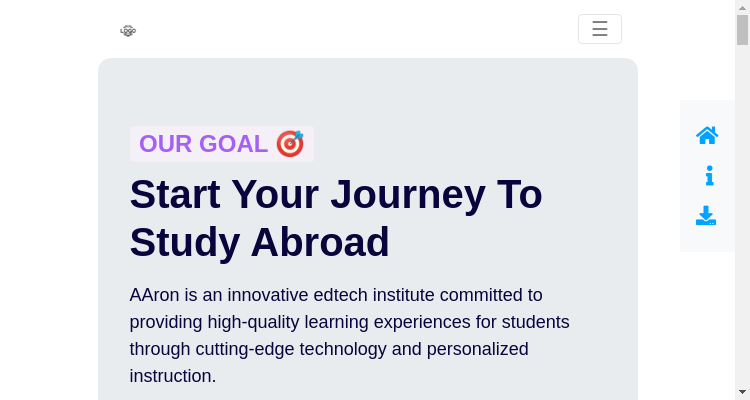 LOGO
OUR GOAL 🎯
Start Your Journey To
Study Abroad
AAron is an innovative edtech institute committed to
providing high-quality learning experiences for students
through cutting-edge technology and personalized
instruction.